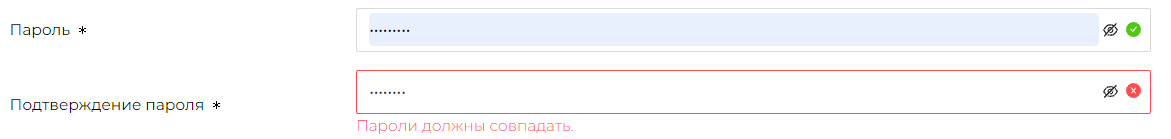 Пароль *
•••••••••
Подтверждение пароля *
••••••••
Пароли должны совпадать.